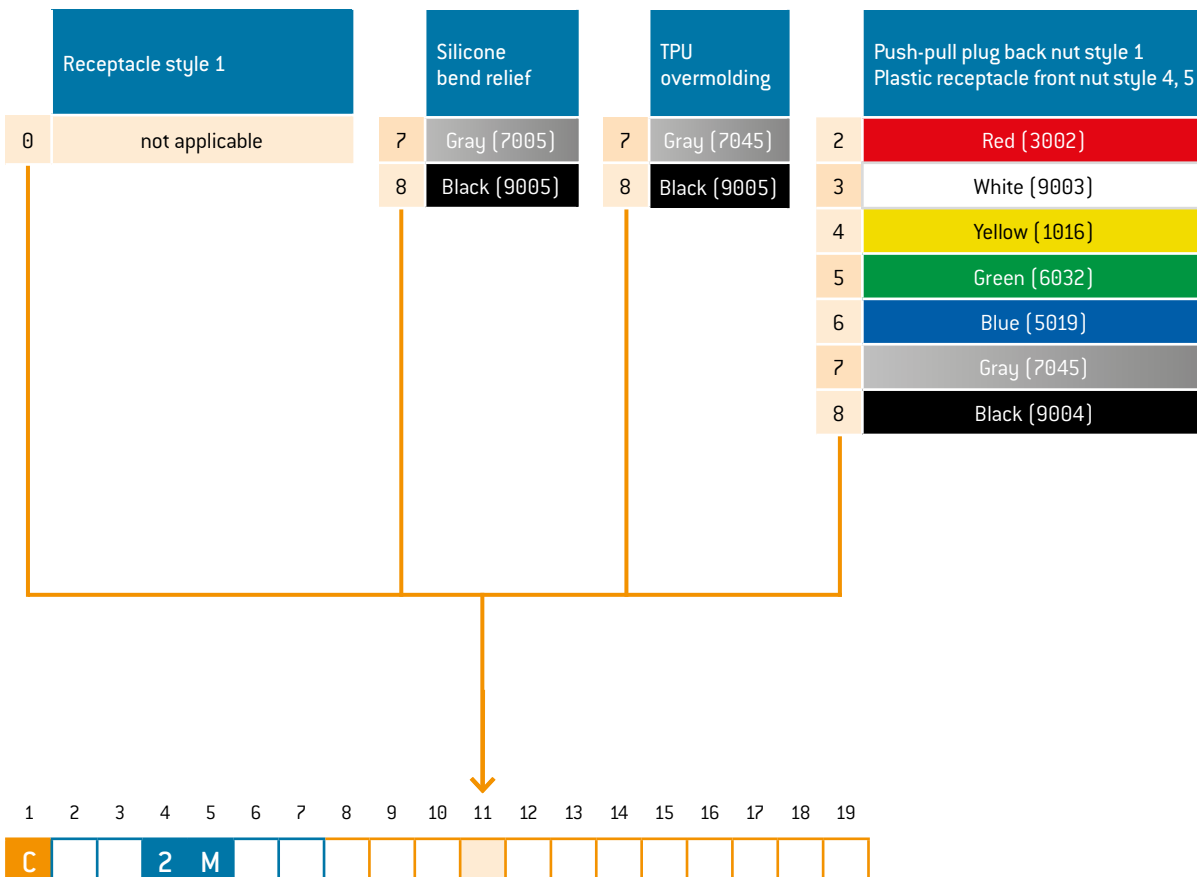 Receptacle style 1
0 not applicable
Silicone
bend relief
7 Gray (7005)
8 Black (9005)
TPU
overmolding
7 Gray (7045)
8 Black (9005)
Push-pull plug back nut style 1
Plastic receptacle front nut style 4, 5
2 Red (3002)
3 White (9003)
4 Yellow (1016)
5 Green (6032)
6 Blue (5019)
7 Gray (7045)
8 Black (9004)
1 2 3 4 5 6 7 8 9 10 11 12 13 14 15 16 17 18 19
C 2 M